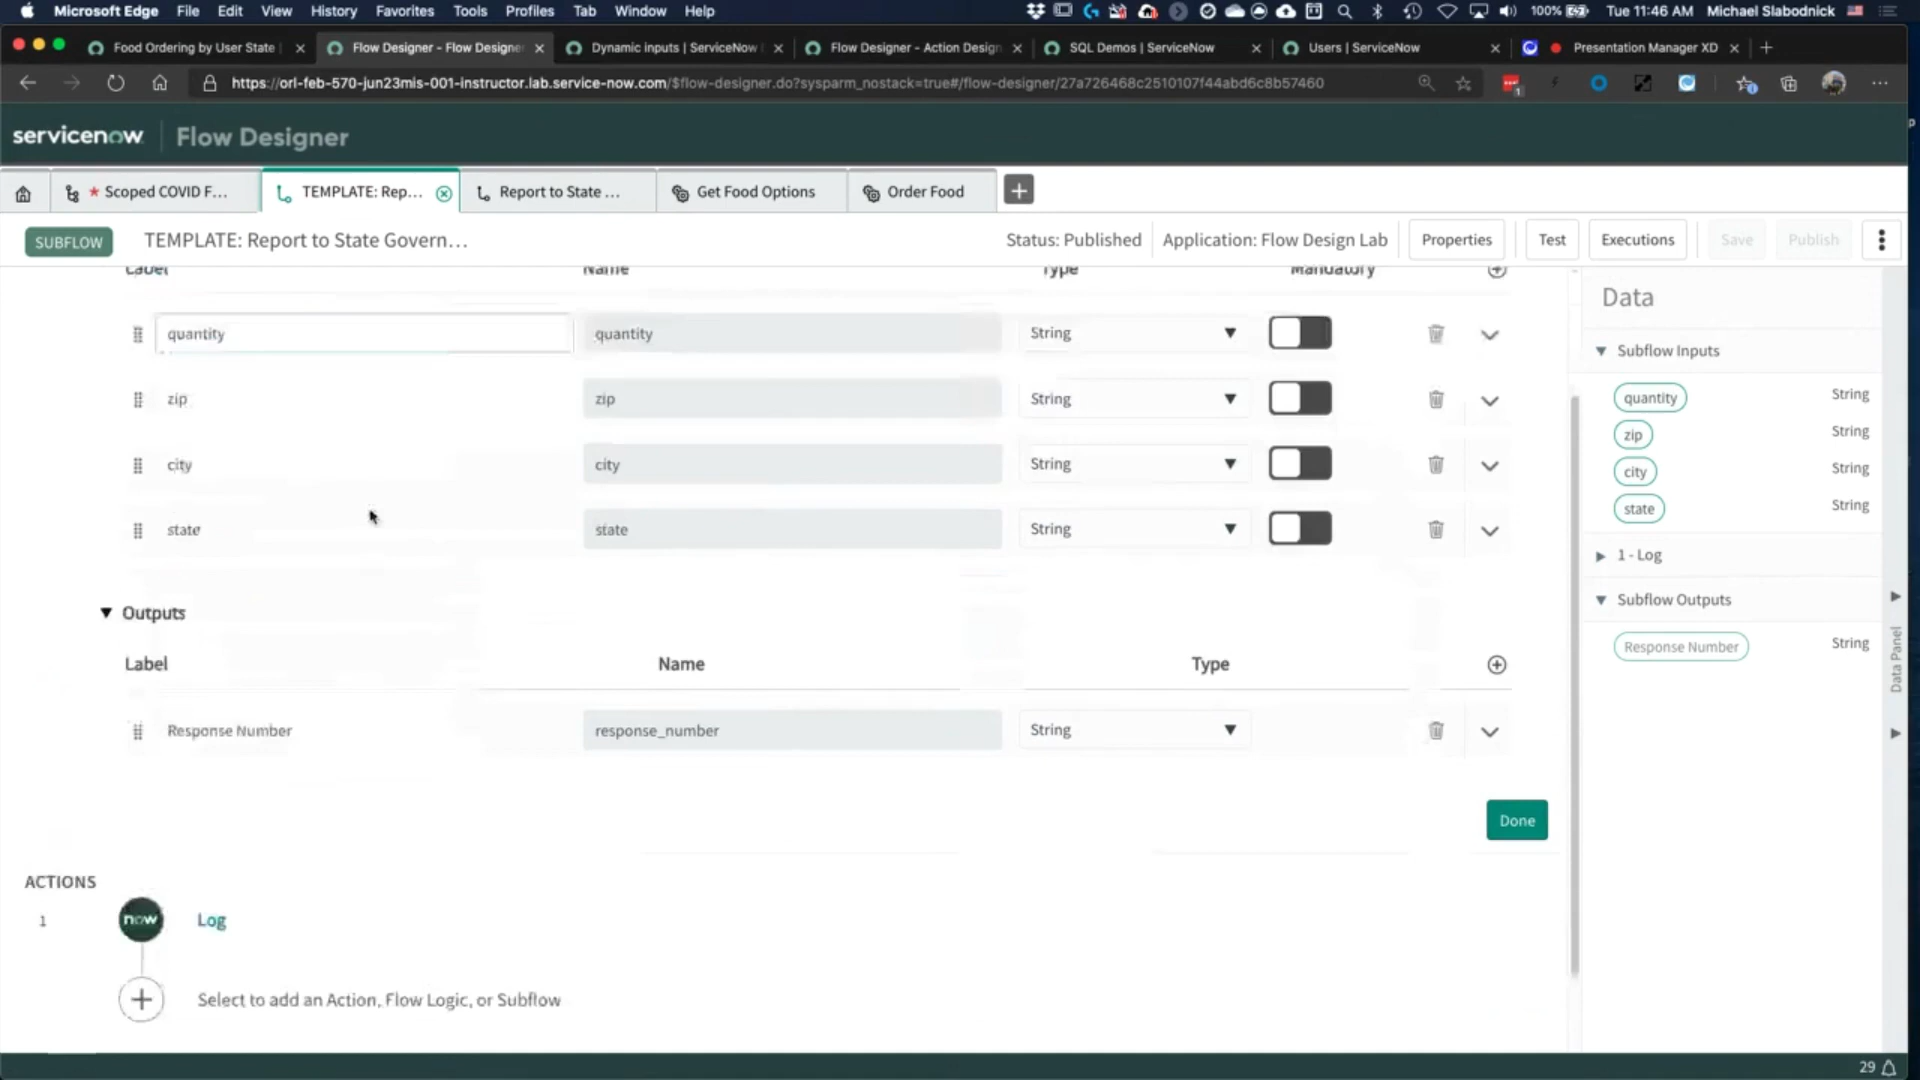 Microsoft Edge File Edit View History Favorites Tools Profiles Tab Window Help 100% Tue 11:46 AM Michael Slabodnick
Food Ordering by User State Flow Designer - Flow Designe Dynamic inputs | ServiceNow Flow Designer - Action Design SQL Demos | ServiceNow Users | ServiceNow Presentation Manager XD
https://orl-feb-570-jun23mis-001-instructor.lab.service-now.com/$flow-designer.do?sysparm_nostack=true#/flow-designer/27a726468c2510107f44abd6c8b57460
servicenow Flow Designer
* Scoped COVID F... TEMPLATE: Rep... Report to State ... Get Food Options Order Food
SUBFLOW TEMPLATE: Report to State Govern... Status: Published Application: Flow Design Lab Properties Test Executions Save Publish
Label Name Type Mandatory
quantity quantity String
zip zip String
city city String
state state String
Outputs
Label Name Type
Response Number response_number String
Done
ACTIONS
1 now Log
Select to add an Action, Flow Logic, or Subflow
Data
Subflow Inputs
quantity String
zip String
city String
state String
1 - Log
Subflow Outputs
Response Number String
Data Panel
29